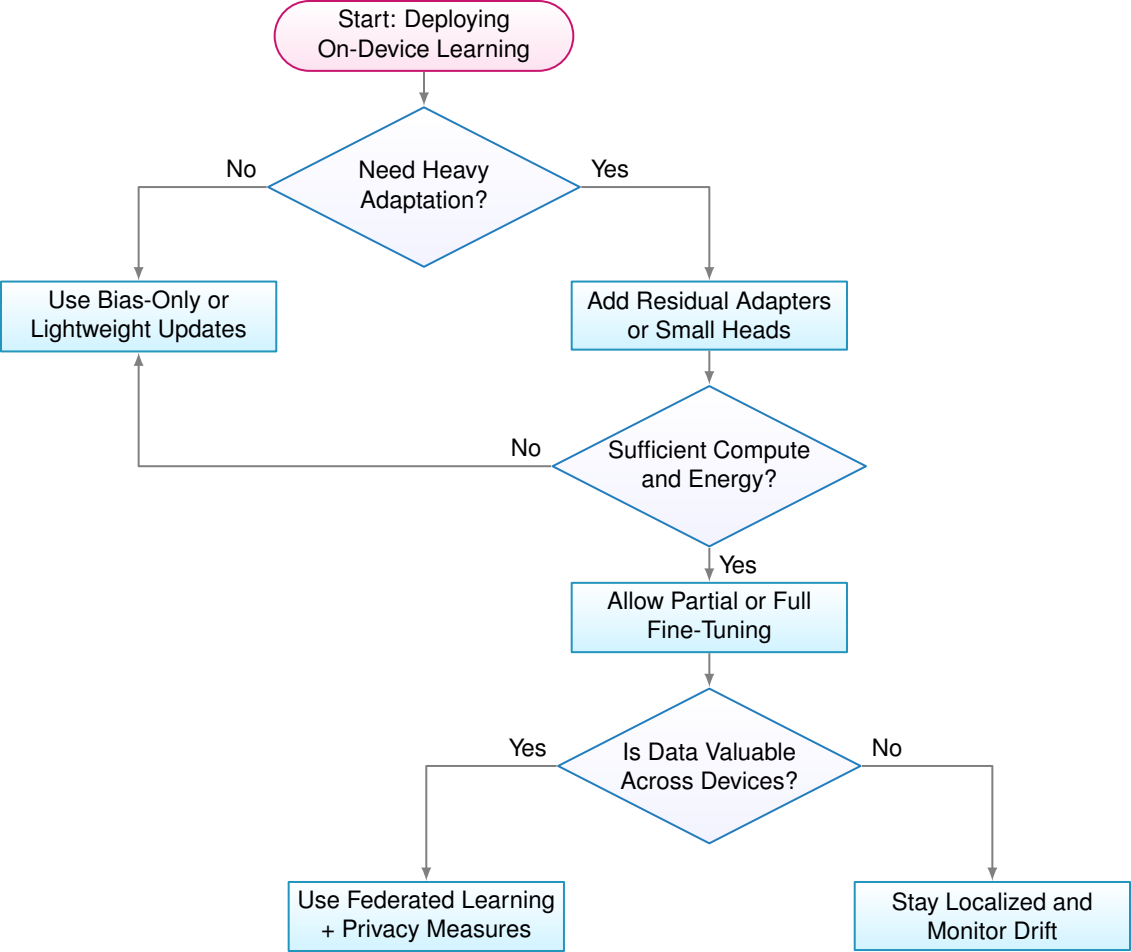 Start: Deploying
On-Device Learning
Need Heavy
Adaptation?
No
Yes
Use Bias-Only or
Lightweight Updates
Add Residual Adapters
or Small Heads
Sufficient Compute
and Energy?
No
Yes
Allow Partial or Full
Fine-Tuning
Is Data Valuable
Across Devices?
Yes
No
Use Federated Learning
+ Privacy Measures
Stay Localized and
Monitor Drift